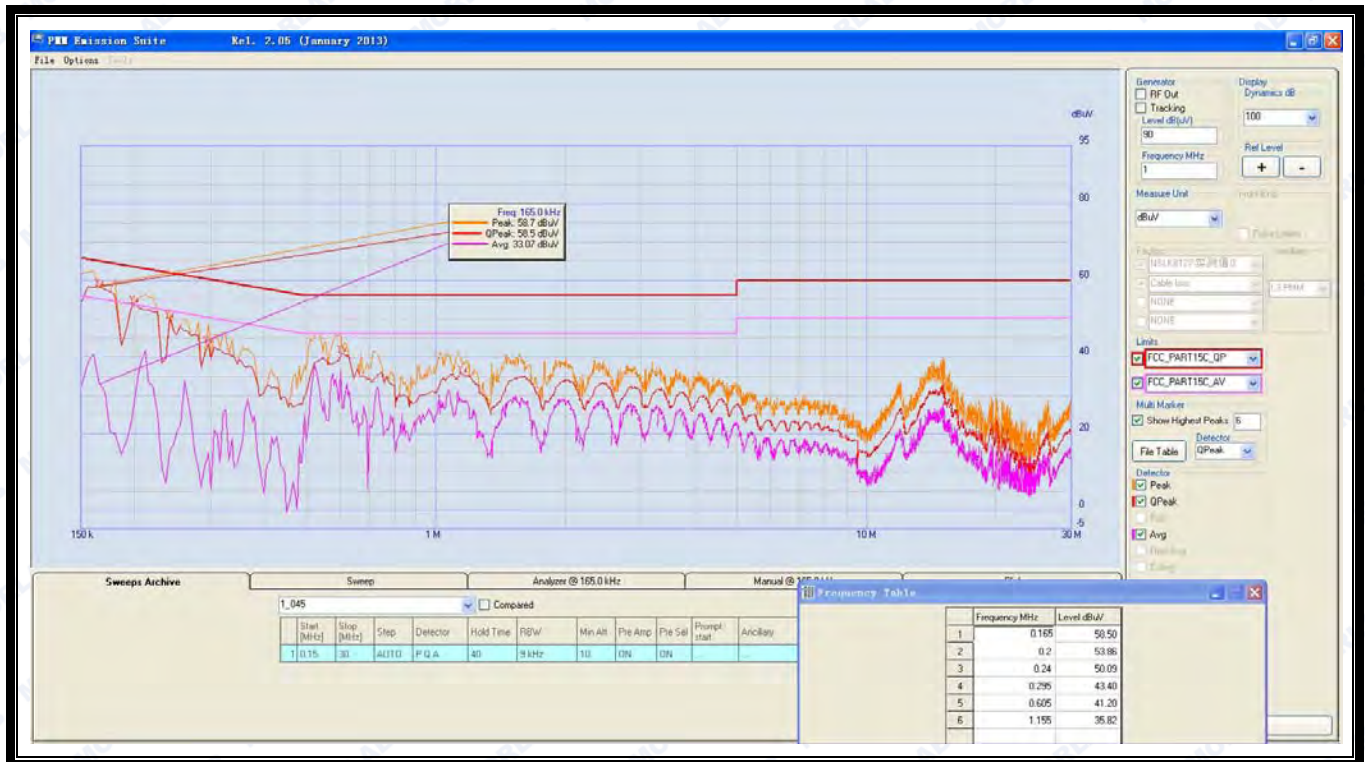 PMM Emission Suite Rel. 2.05 (January 2013)
File Options Tools
dBuV
95
80
60
40
20
0
-5
150 k
1 M
10 M
30 M
Freq: 165.0 kHz
Peak: 58.7 dBuV
QPeak: 58.5 dBuV
Avg: 33.07 dBuV
Generator
RF Out
Tracking
Level dB(uV)
90
Frequency MHz
1
Display
Dynamics dB
100
Ref Level
+ -
Measure Unit
dBuV
Cable loss
NONE
NONE
Limits
FCC_PART15C_QP
FCC_PART15C_AV
Multi Marker
Show Highest Peaks 6
File Table
Detector
QPeak
Detector
Peak
QPeak
Avg
Sweeps Archive
Sweep
Analyzer @ 165.0 kHz
Manual @
1_045
Compared
Start [MHz] Stop [MHz] Step Detector Hold Time RBW Min Att Pre Amp Pre Sel Prompt start Ancillary
1 0.15 30 AUTO P Q A 40 9 kHz 10 ON ON
Frequency Table
Frequency MHz Level dBuV
1 0.165 58.50
2 0.2 53.86
3 0.24 50.09
4 0.295 43.40
5 0.605 41.20
6 1.155 35.82